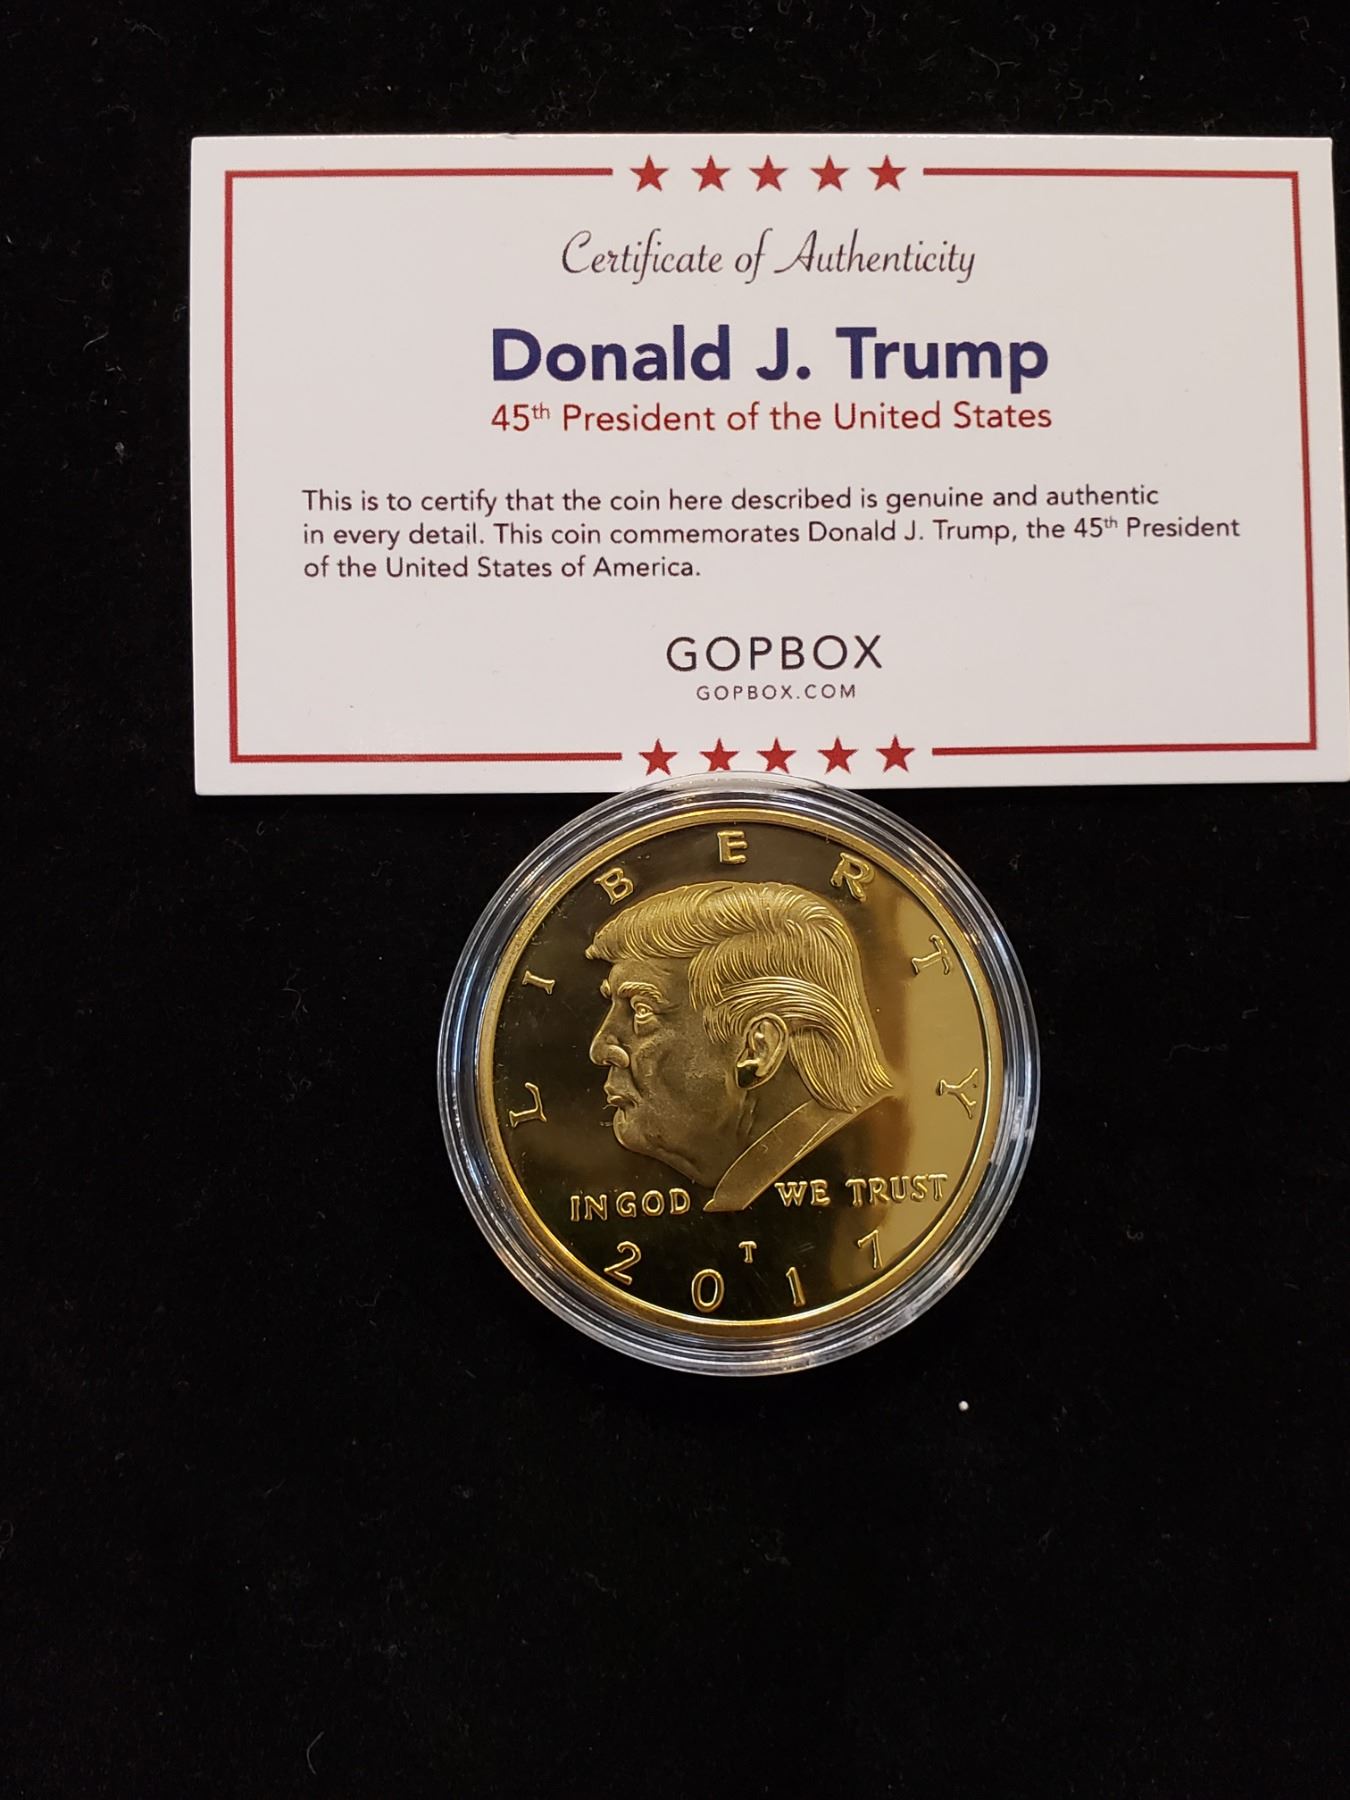 Certificate of Authenticity
Donald J. Trump
45th President of the United States
This is to certify that the coin here described is genuine and authentic
in every detail. This coin commemorates Donald J. Trump, the 45th President
of the United States of America.
GOPBOX
GOPBOX.COM
LIBERTY
IN GOD WE TRUST
T
2017